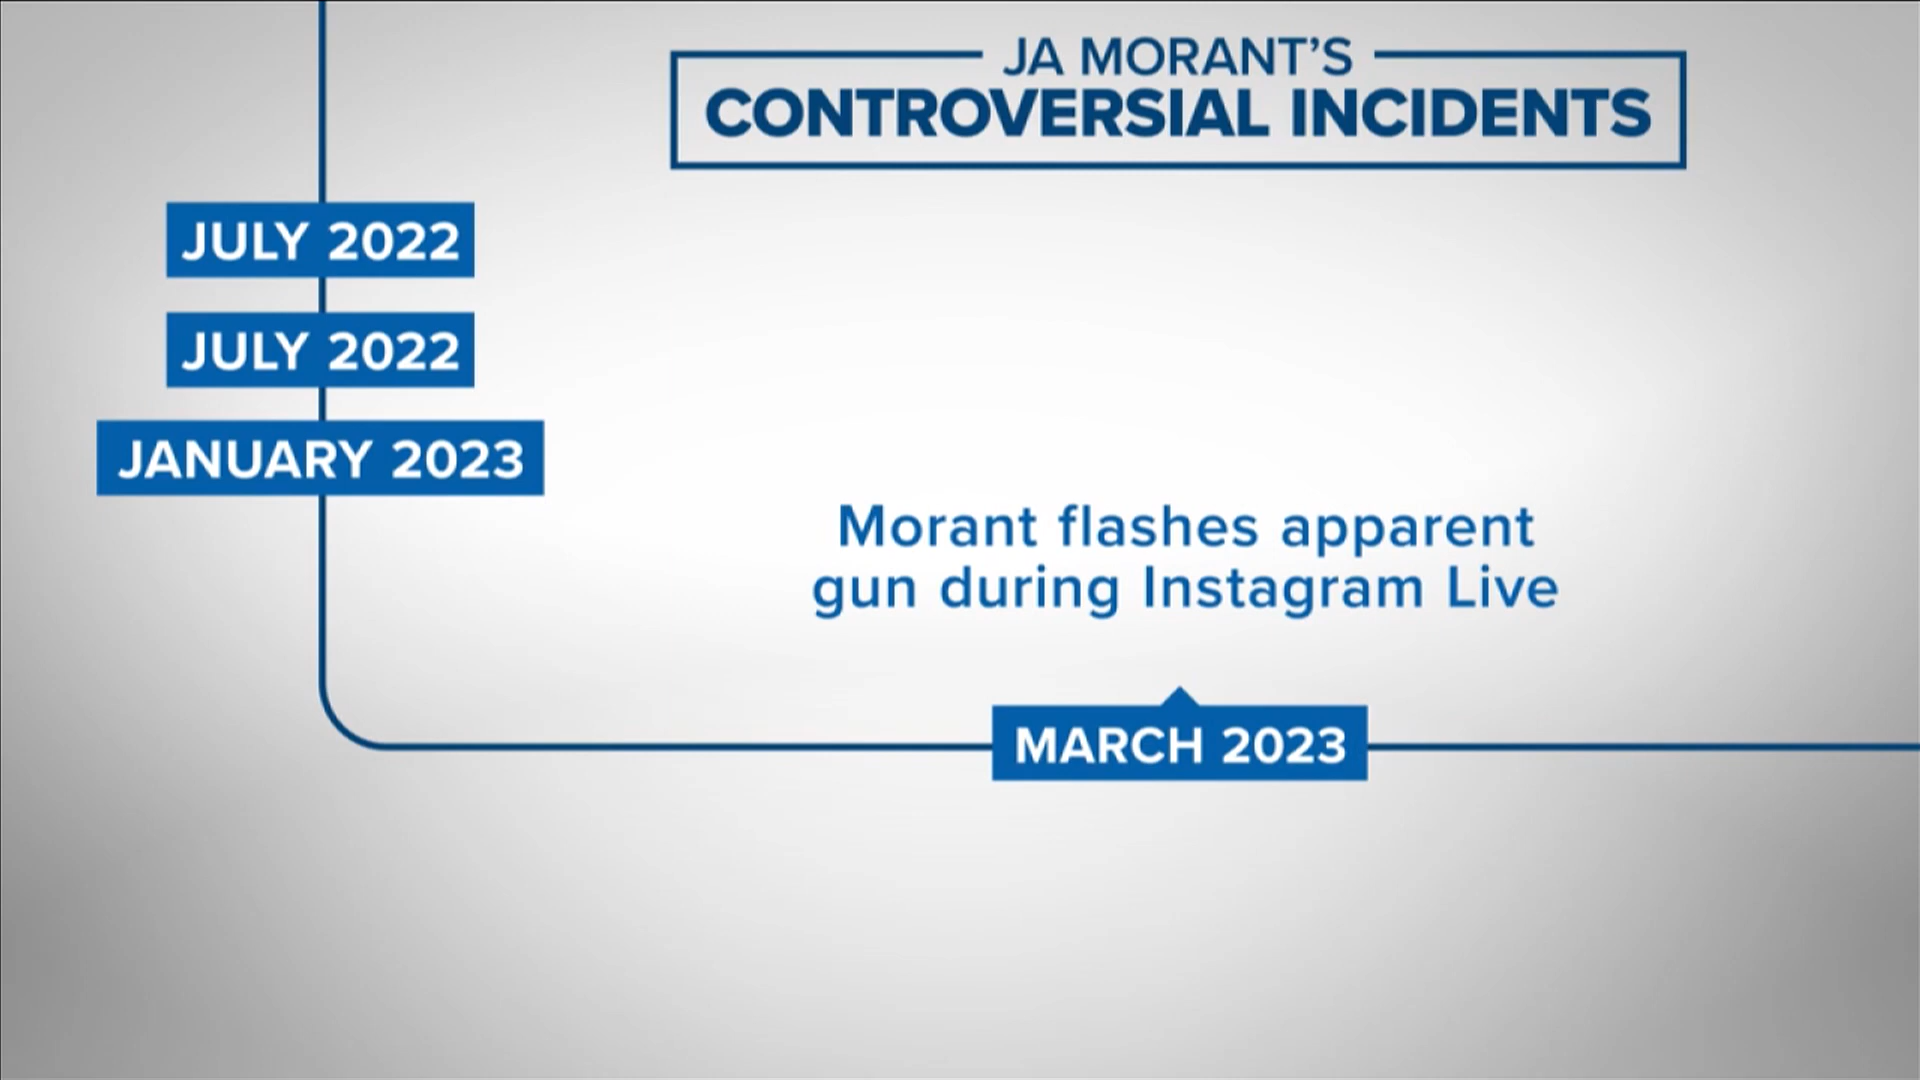 JA MORANT'S
CONTROVERSIAL INCIDENTS
JULY 2022
JULY 2022
JANUARY 2023
Morant flashes apparent
gun during Instagram Live
MARCH 2023